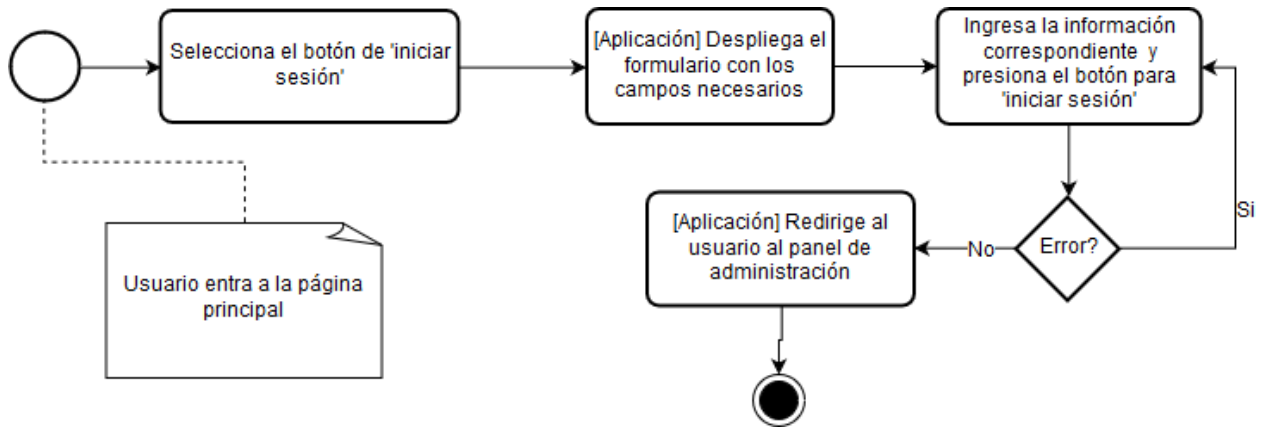 Selecciona el botón de 'iniciar
sesión'
[Aplicación] Despliega el
formulario con los
campos necesarios
Ingresa la información
correspondiente y
presiona el botón para
'iniciar sesión'
Si
Error?
No
[Aplicación] Redirige al
usuario al panel de
administración
Usuario entra a la página
principal